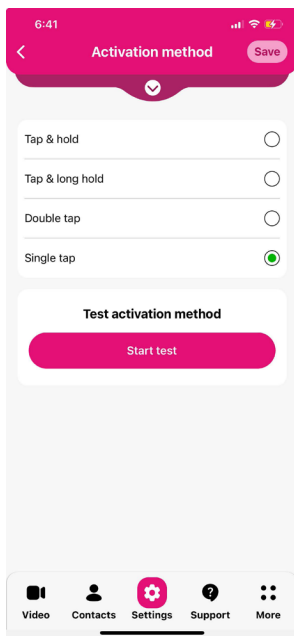 6:41
Activation method
Save
Tap & hold
Tap & long hold
Double tap
Single tap
Test activation method
Start test
Video Contacts Settings Support More